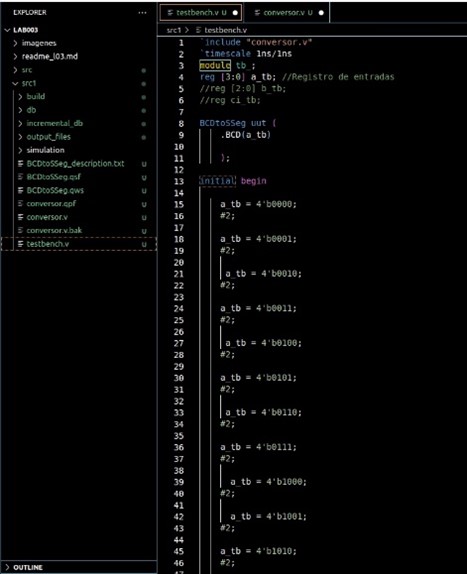 EXPLORER ...
LAB003
imagenes
readme_l03.md
src
src1
build
db
incremental_db
output_files
simulation
BCDtoSSeg_description.txt U
BCDtoSSeg.qsf U
BCDtoSSeg.qws U
conversor.qpf U
conversor.v U
conversor.v.bak U
testbench.v U
OUTLINE
testbench.v U ● conversor.v U ●
src1 > testbench.v
1 `include "conversor.v"
2 `timescale 1ns/1ns
3 module tb_;
4 reg [3:0] a_tb; //Registro de entradas
5 //reg [2:0] b_tb;
6 //reg ci_tb;
7
8 BCDtoSSeg uut (
9 .BCD(a_tb)
10
11 );
12
13 initial begin
14
15 a_tb = 4'b0000;
16 #2;
17
18 a_tb = 4'b0001;
19 #2;
20
21 a_tb = 4'b0010;
22 #2;
23
24 a_tb = 4'b0011;
25 #2;
26
27 a_tb = 4'b0100;
28 #2;
29
30 a_tb = 4'b0101;
31 #2;
32
33 a_tb = 4'b0110;
34 #2;
35
36 a_tb = 4'b0111;
37 #2;
38
39 a_tb = 4'b1000;
40 #2;
41
42 a_tb = 4'b1001;
43 #2;
44
45 a_tb = 4'b1010;
46 #2;